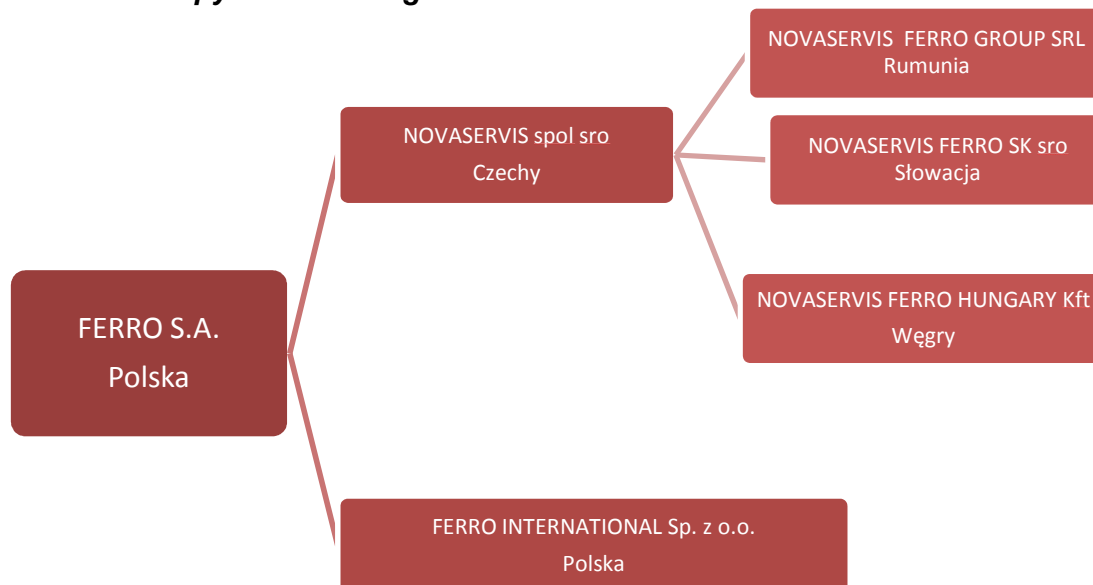 NOVASERVIS FERRO GROUP SRL
Rumunia
NOVASERVIS spol sro
Czechy
NOVASERVIS FERRO SK sro
Słowacja
NOVASERVIS FERRO HUNGARY Kft
Węgry
FERRO S.A.
Polska
FERRO INTERNATIONAL Sp. z o.o.
Polska